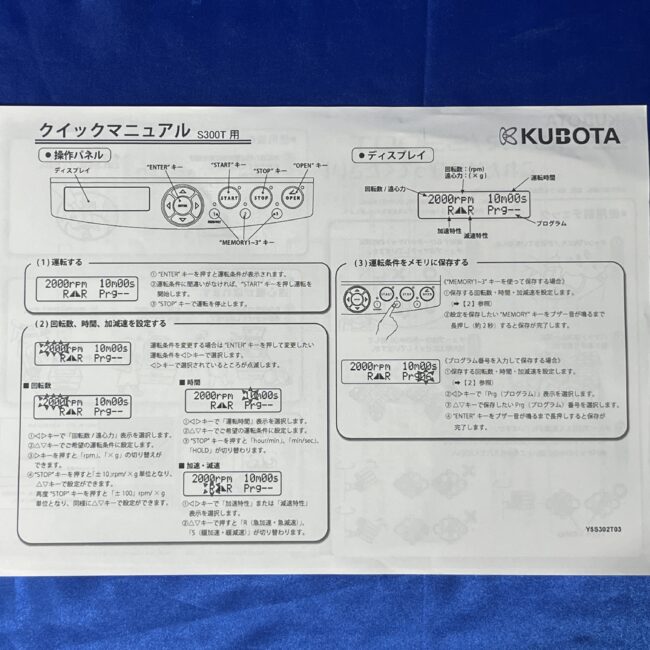 クイックマニュアル S300T 用
KUBOTA
● 操作パネル
ディスプレイ
"ENTER" キー
"START" キー
"STOP" キー
"OPEN" キー
ENTER
START
STOP
OPEN
"MEMORY1~3" キー
● ディスプレイ
回転数：(rpm)
遠心力：(×g)
回転数 / 遠心力
運転時間
2000rpm 10m00s
R R Prg--
プログラム
加速特性
減速特性
(1) 運転する
2000rpm 10m00s
R R Prg--
① "ENTER" キーを押すと運転条件が表示されます。
②運転条件に間違いがなければ、"START" キーを押し運転を
開始します。
③ "STOP" キーで運転を停止します。
(2) 回転数、時間、加減速を設定する
2000rpm 10m00s
R R Prg--
運転条件を変更する場合は "ENTER" キーを押して変更したい
運転条件を◁▷キーで選択します。
◁▷キーで選択されているところが点滅します。
■ 回転数
2000rpm 10m00s
R R Prg--
①◁▷キーで「回転数 / 遠心力」表示を選択します。
②△▽キーでご希望の運転条件に設定します。
③▷キーを押すと「rpm」、「×g」の切り替えが
できます。
④"STOP" キーを押すと「±10」rpm/×g 単位となり、
△▽キーで設定ができます。
再度 "STOP" キーを押すと「±100」rpm/×g
単位となり、同様に△▽キーで設定ができます。
■ 時間
2000rpm 10m00s
R R Prg--
①◁▷キーで「運転時間」表示を選択します。
②△▽キーでご希望の運転条件に設定します。
③ "STOP" キーを押すと「hour/min」、「min/sec」、
「HOLD」が切り替わります。
■ 加速・減速
2000rpm 10m00s
R R Prg--
①◁▷キーで「加速特性」または「減速特性」
表示を選択します。
②△▽キーで押すと「R（急加速・急減速）」、
「S（緩加速・緩減速）」が切り替わります。
(3) 運転条件をメモリに保存する
("MEMORY1~3" キーを使って保存する場合)
①保存する回転数・時間・加減速を設定します。
(➡【2】参照)
②設定を保存したい "MEMORY" キーをブザー音が鳴るまで
長押し（約 2 秒）すると保存が完了します。
2000rpm 10m00s
R R Prg
(プログラム番号を入力して保存する場合)
①保存する回転数・時間・加減速を設定します。
(➡【2】参照)
②◁▷キーで「Prg（プログラム）」表示を選択します。
③ △▽キーで保存したい Prg（プログラム）番号を選択します。
④ "ENTER" キーをブザー音が鳴るまで長押しすると保存が
完了します。
Y5S302T03